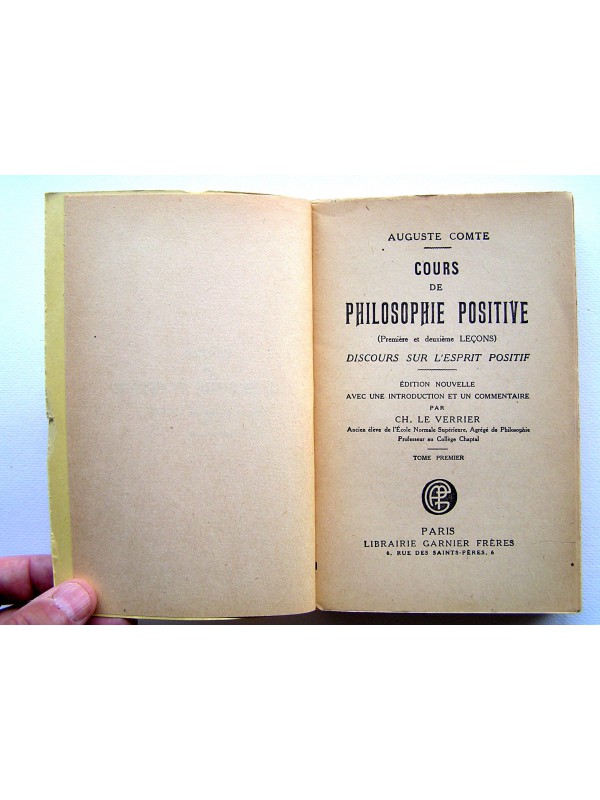 AUGUSTE COMTE
COURS
DE
PHILOSOPHIE POSITIVE
(Première et deuxième LEÇONS)
DISCOURS SUR L'ESPRIT POSITIF
ÉDITION NOUVELLE
AVEC UNE INTRODUCTION ET UN COMMENTAIRE
PAR
CH. LE VERRIER
Ancien élève de l'École Normale Supérieure, Agrégé de Philosophie
Professeur au Collège Chaptal
TOME PREMIER
PARIS
LIBRAIRIE GARNIER FRÈRES
6, RUE DES SAINTS-PÈRES, 6